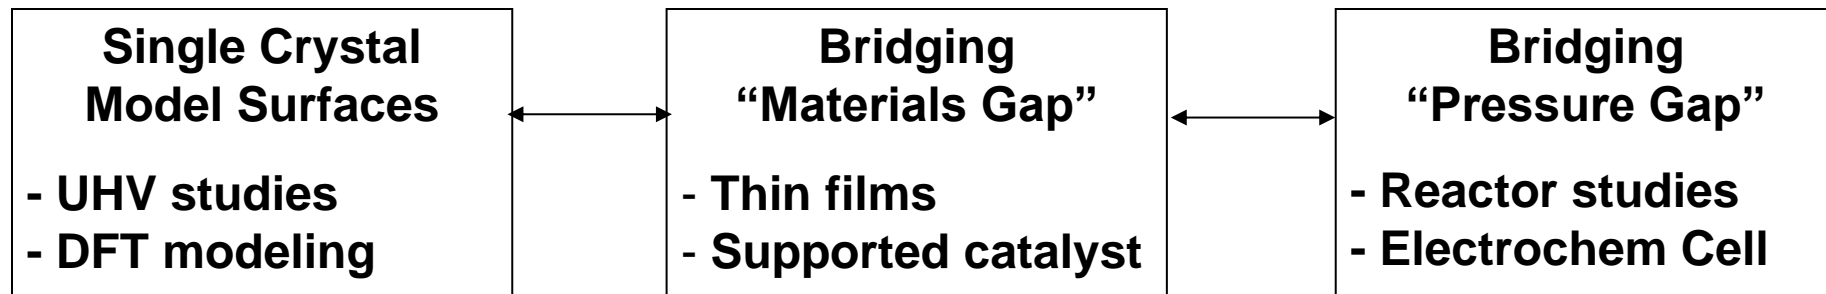 Single Crystal
Model Surfaces
- UHV studies
- DFT modeling
Bridging
“Materials Gap”
- Thin films
- Supported catalyst
Bridging
“Pressure Gap”
- Reactor studies
- Electrochem Cell